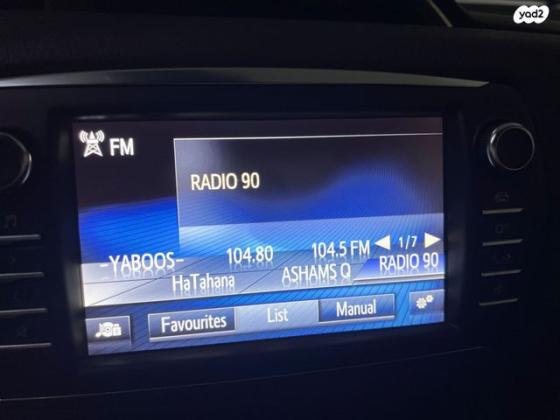 yad2
FM
RADIO 90
-YABOOS- 104.80 104.5 FM 1/7
HaTahana ASHAMS Q RADIO 90
Favourites List Manual